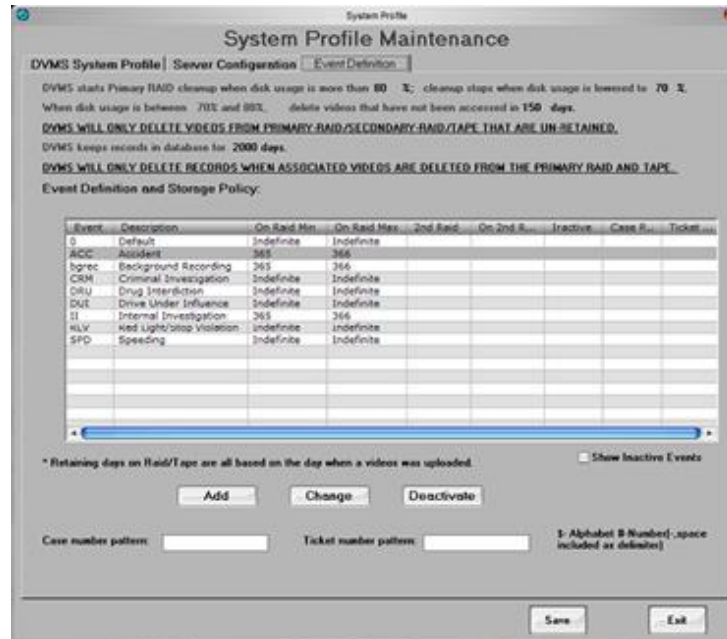 System Profile
System Profile Maintenance
DVMS System Profile Server Configuration Event Definition
DVMS starts Primary RAID cleanup when disk usage is more than 80 %; cleanup stops when disk usage is lowered to 70 %.
When disk usage is between 70% and 80%, delete videos that have not been accessed in 150 days.
DVMS WILL ONLY DELETE VIDEOS FROM PRIMARY-RAID/SECONDARY-RAID/TAPE THAT ARE UN-RETAINED.
DVMS keeps records in database for 2000 days.
DVMS WILL ONLY DELETE RECORDS WHEN ASSOCIATED VIDEOS ARE DELETED FROM THE PRIMARY RAID AND TAPE.
Event Definition and Storage Policy:
Event Description On Raid Min On Raid Max 2nd Raid On 2nd R... Inactive Case R... Ticket ...
0 Default Indefinite Indefinite
ACC Accident 365 366
bgrec Background Recording 365 366
CRM Criminal Investigation Indefinite Indefinite
DRU Drug Interdiction Indefinite Indefinite
DUI Drive Under Influence Indefinite Indefinite
II Internal Investigation 365 366
RLV Red Light/Stop Violation Indefinite Indefinite
SPD Speeding Indefinite Indefinite
* Retaining days on Raid/Tape are all based on the day when a videos was uploaded.
Show Inactive Events
Add Change Deactivate
Case number pattern: Ticket number pattern: $- Alphabet #-Number(-,space
included as delimiter)
Save Exit